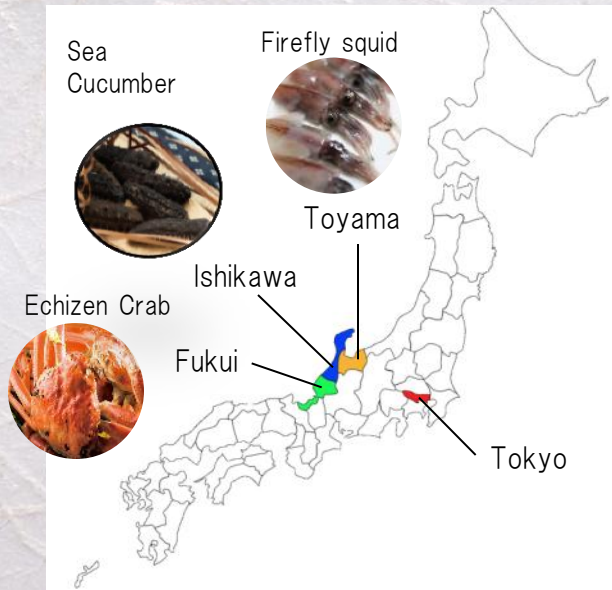 Sea
Cucumber
Firefly squid
Toyama
Ishikawa
Echizen Crab
Fukui
Tokyo